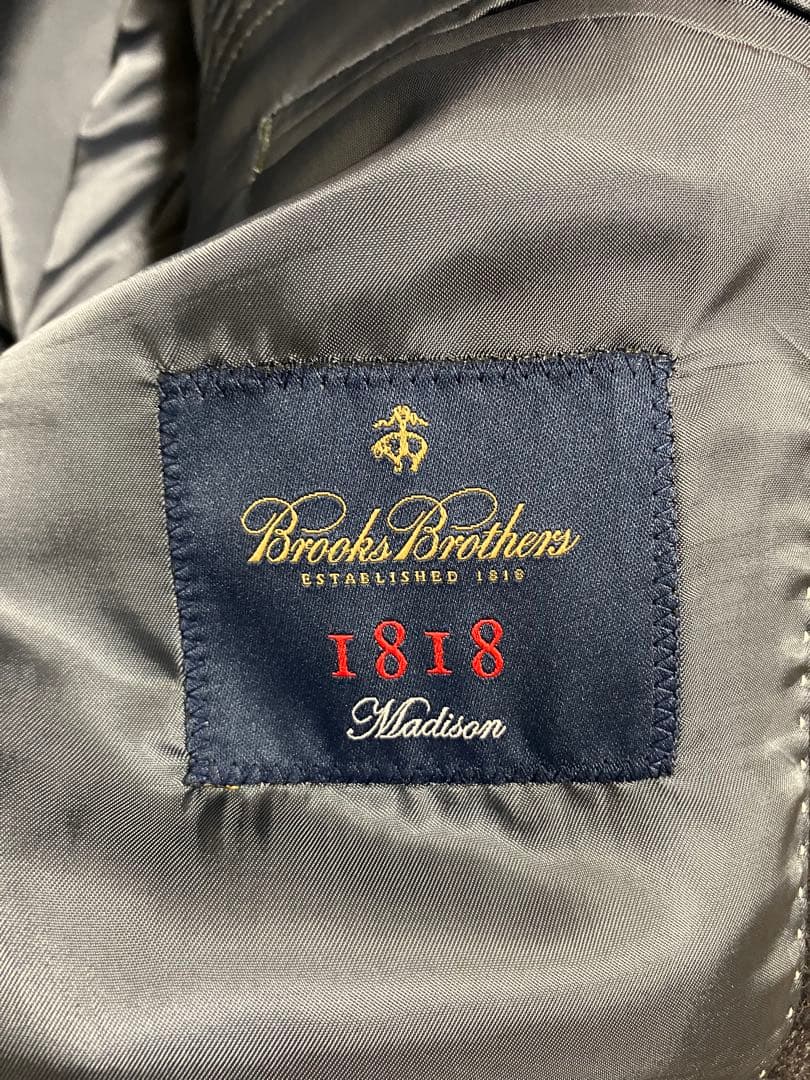 Brooks Brothers
ESTABLISHED 1818
1818
Madison